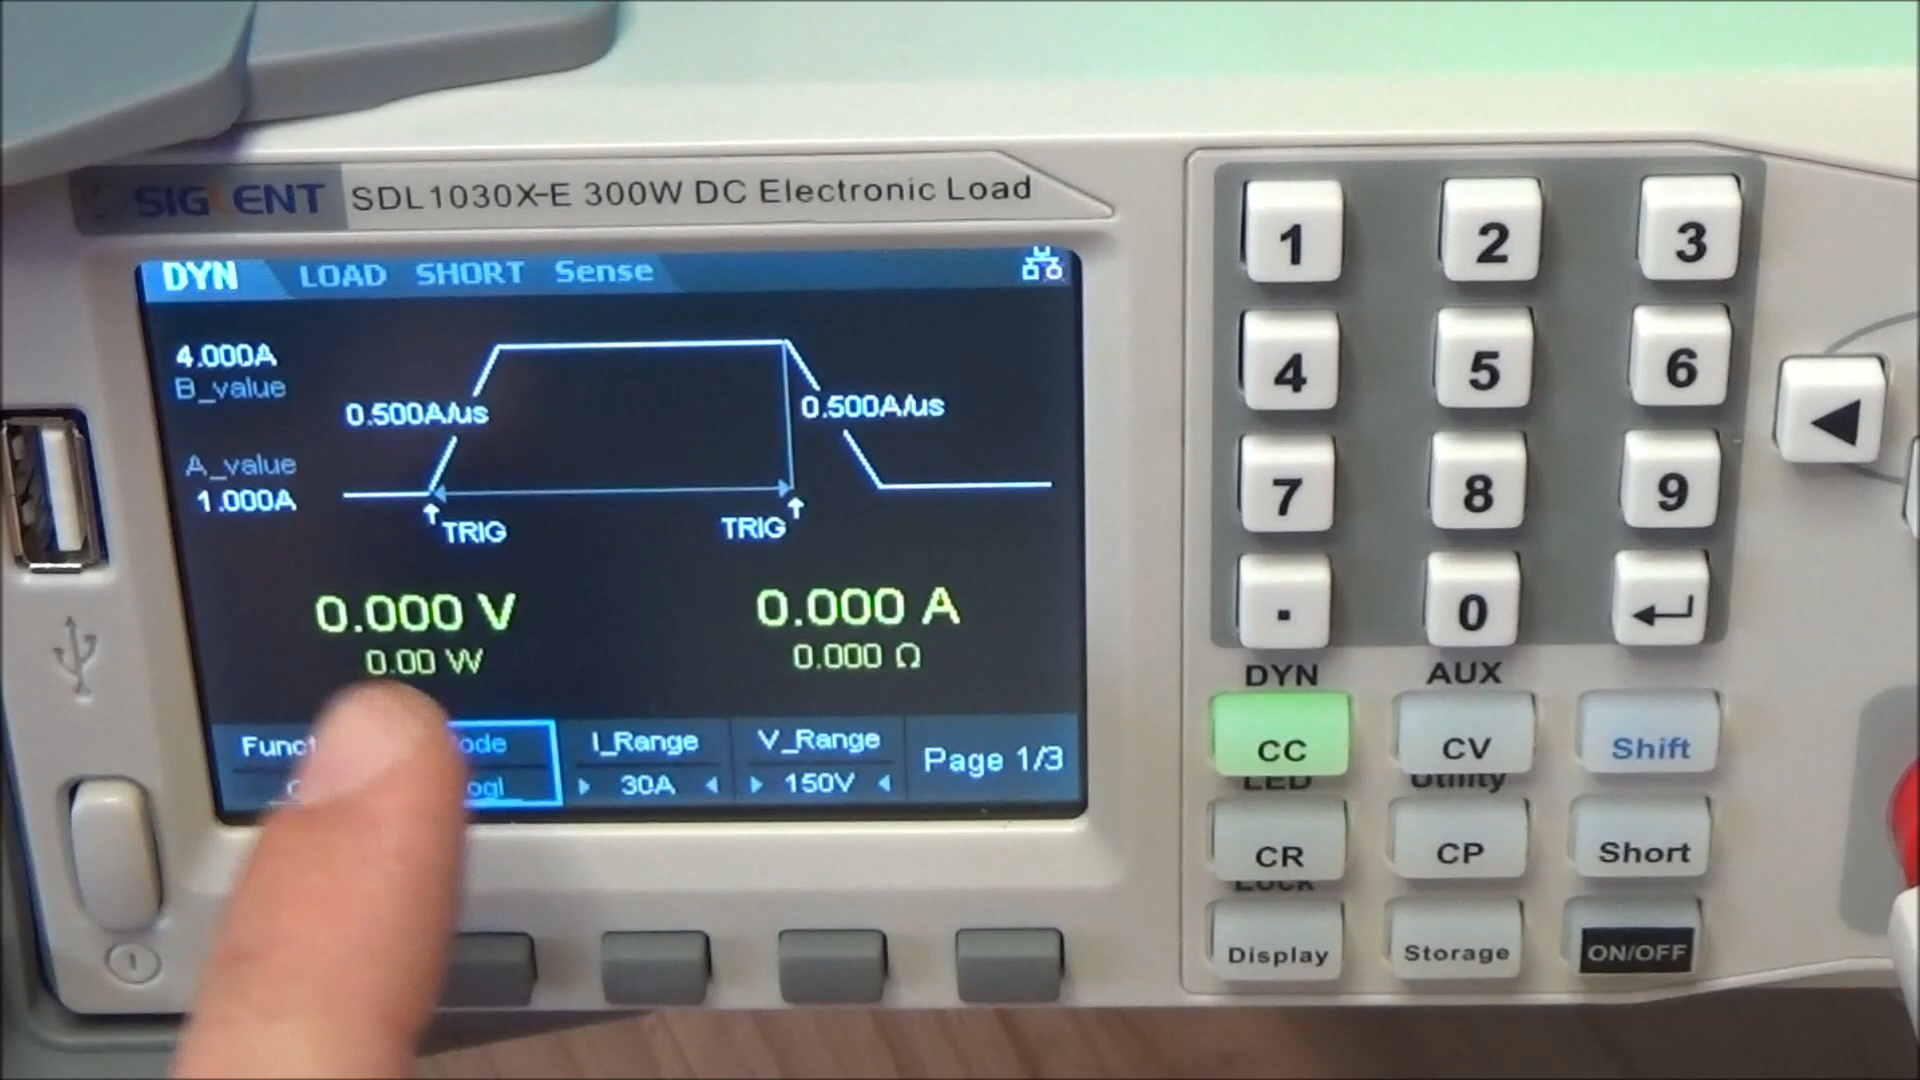 SIGLENT SDL1030X-E 300W DC Electronic Load
DYN LOAD SHORT Sense
4.000A
B_value
0.500A/us
0.500A/us
A_value
1.000A
TRIG
TRIG
0.000 V
0.000 A
0.00 W
0.000 Ω
I_Range
V_Range
Page 1/3
30A
150V
1 2 3
4 5 6
7 8 9
. 0
DYN AUX
CC CV Shift
LED Utility
CR CP Short
Lock
Display Storage ON/OFF